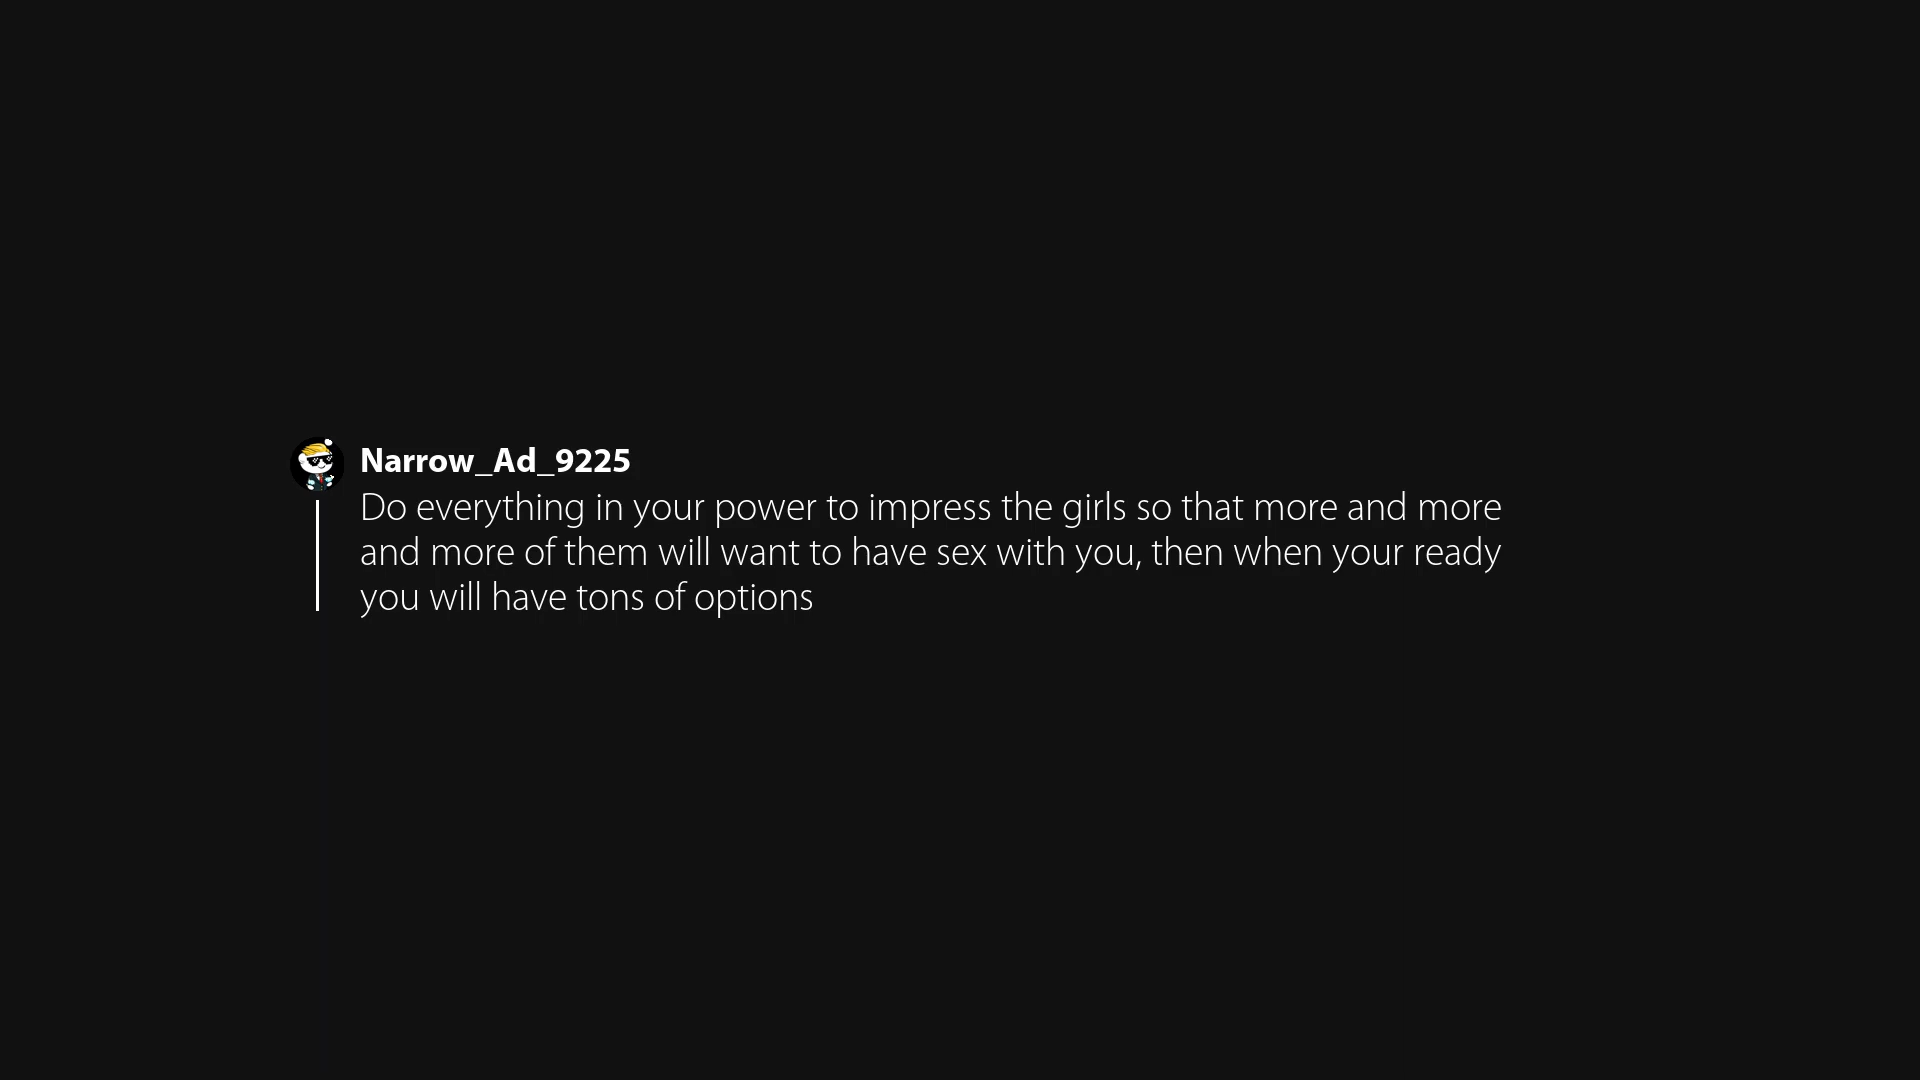 Narrow_Ad_9225
Do everything in your power to impress the girls so that more and more
and more of them will want to have sex with you, then when your ready
you will have tons of options